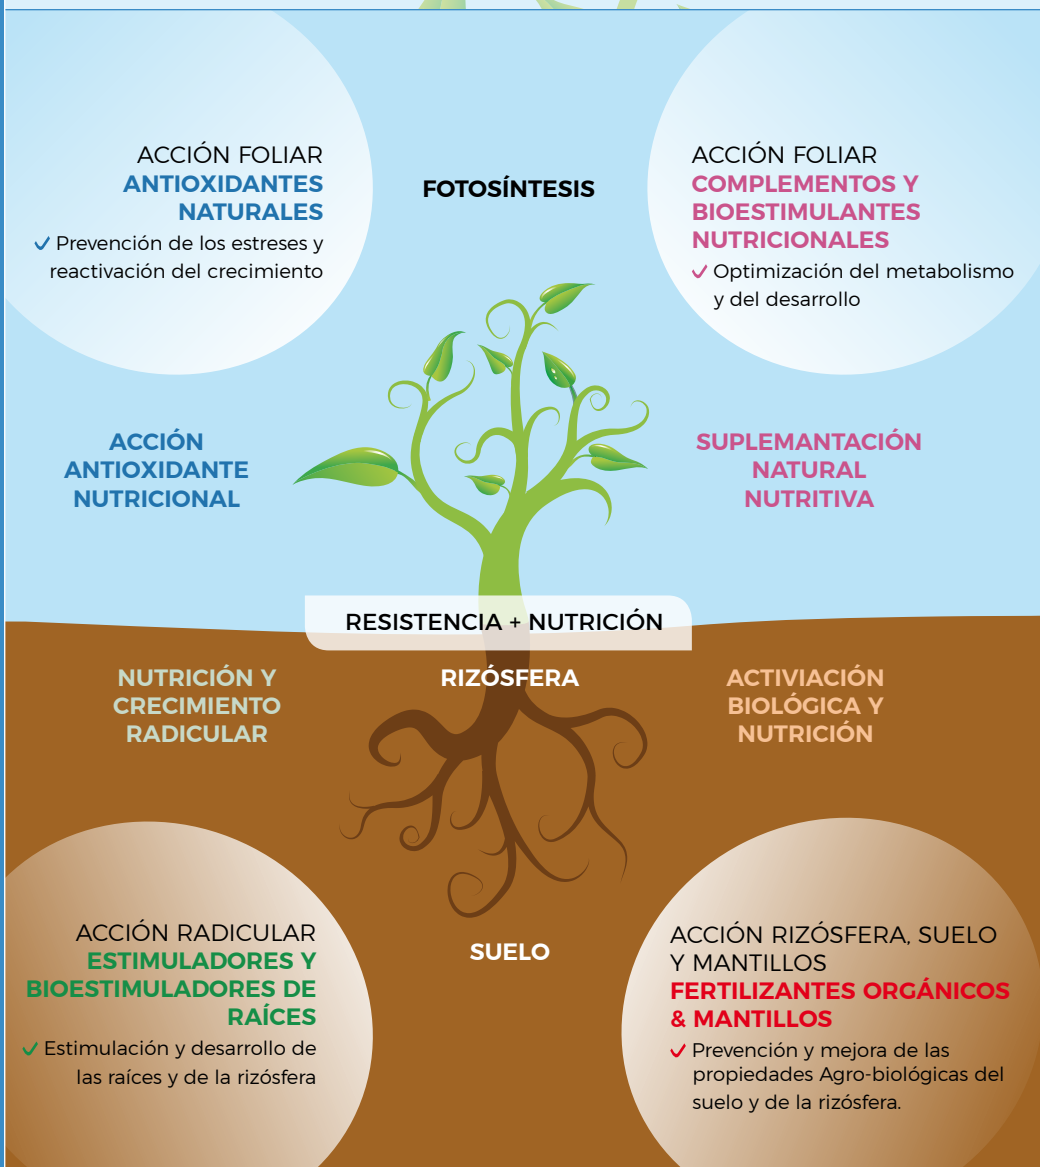 ACCIÓN FOLIAR
ANTIOXIDANTES
NATURALES
✓ Prevención de los estreses y
reactivación del crecimiento
FOTOSÍNTESIS
ACCIÓN FOLIAR
COMPLEMENTOS Y
BIOESTIMULANTES
NUTRICIONALES
✓ Optimización del metabolismo
y del desarrollo
ACCIÓN
ANTIOXIDANTE
NUTRICIONAL
SUPLEMANTACIÓN
NATURAL
NUTRITIVA
RESISTENCIA + NUTRICIÓN
NUTRICIÓN Y
CRECIMIENTO
RADICULAR
RIZÓSFERA
ACTIVIACIÓN
BIOLÓGICA Y
NUTRICIÓN
ACCIÓN RADICULAR
ESTIMULADORES Y
BIOESTIMULADORES DE
RAÍCES
✓ Estimulación y desarrollo de
las raíces y de la rizósfera
SUELO
ACCIÓN RIZÓSFERA, SUELO
Y MANTILLOS
FERTILIZANTES ORGÁNICOS
& MANTILLOS
✓ Prevención y mejora de las
propiedades Agro-biológicas del
suelo y de la rizósfera.